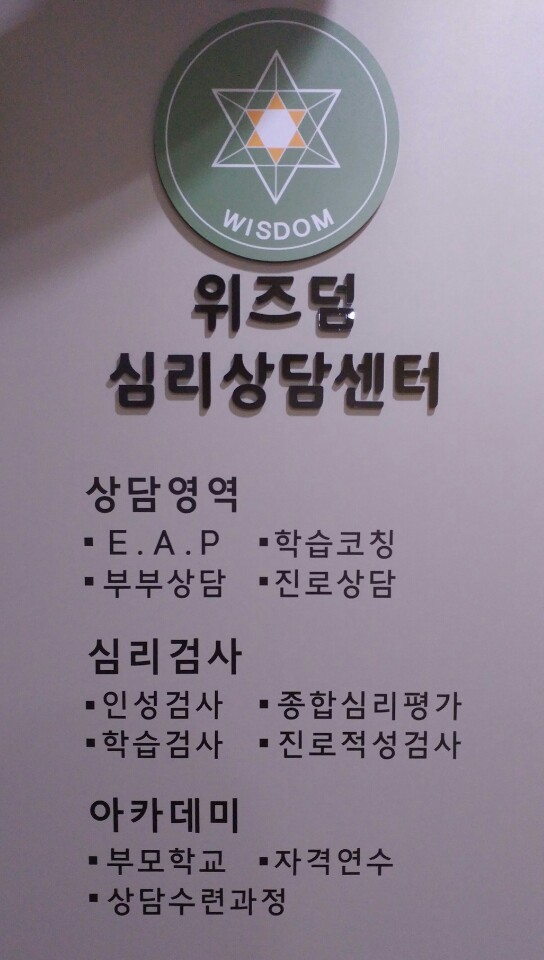 WISDOM
위즈덤
심리상담센터
상담영역
▪ E.A.P ▪학습코칭
▪부부상담 ▪진로상담
심리검사
▪인성검사 ▪종합심리평가
▪학습검사 ▪진로적성검사
아카데미
▪부모학교 ▪자격연수
▪상담수련과정